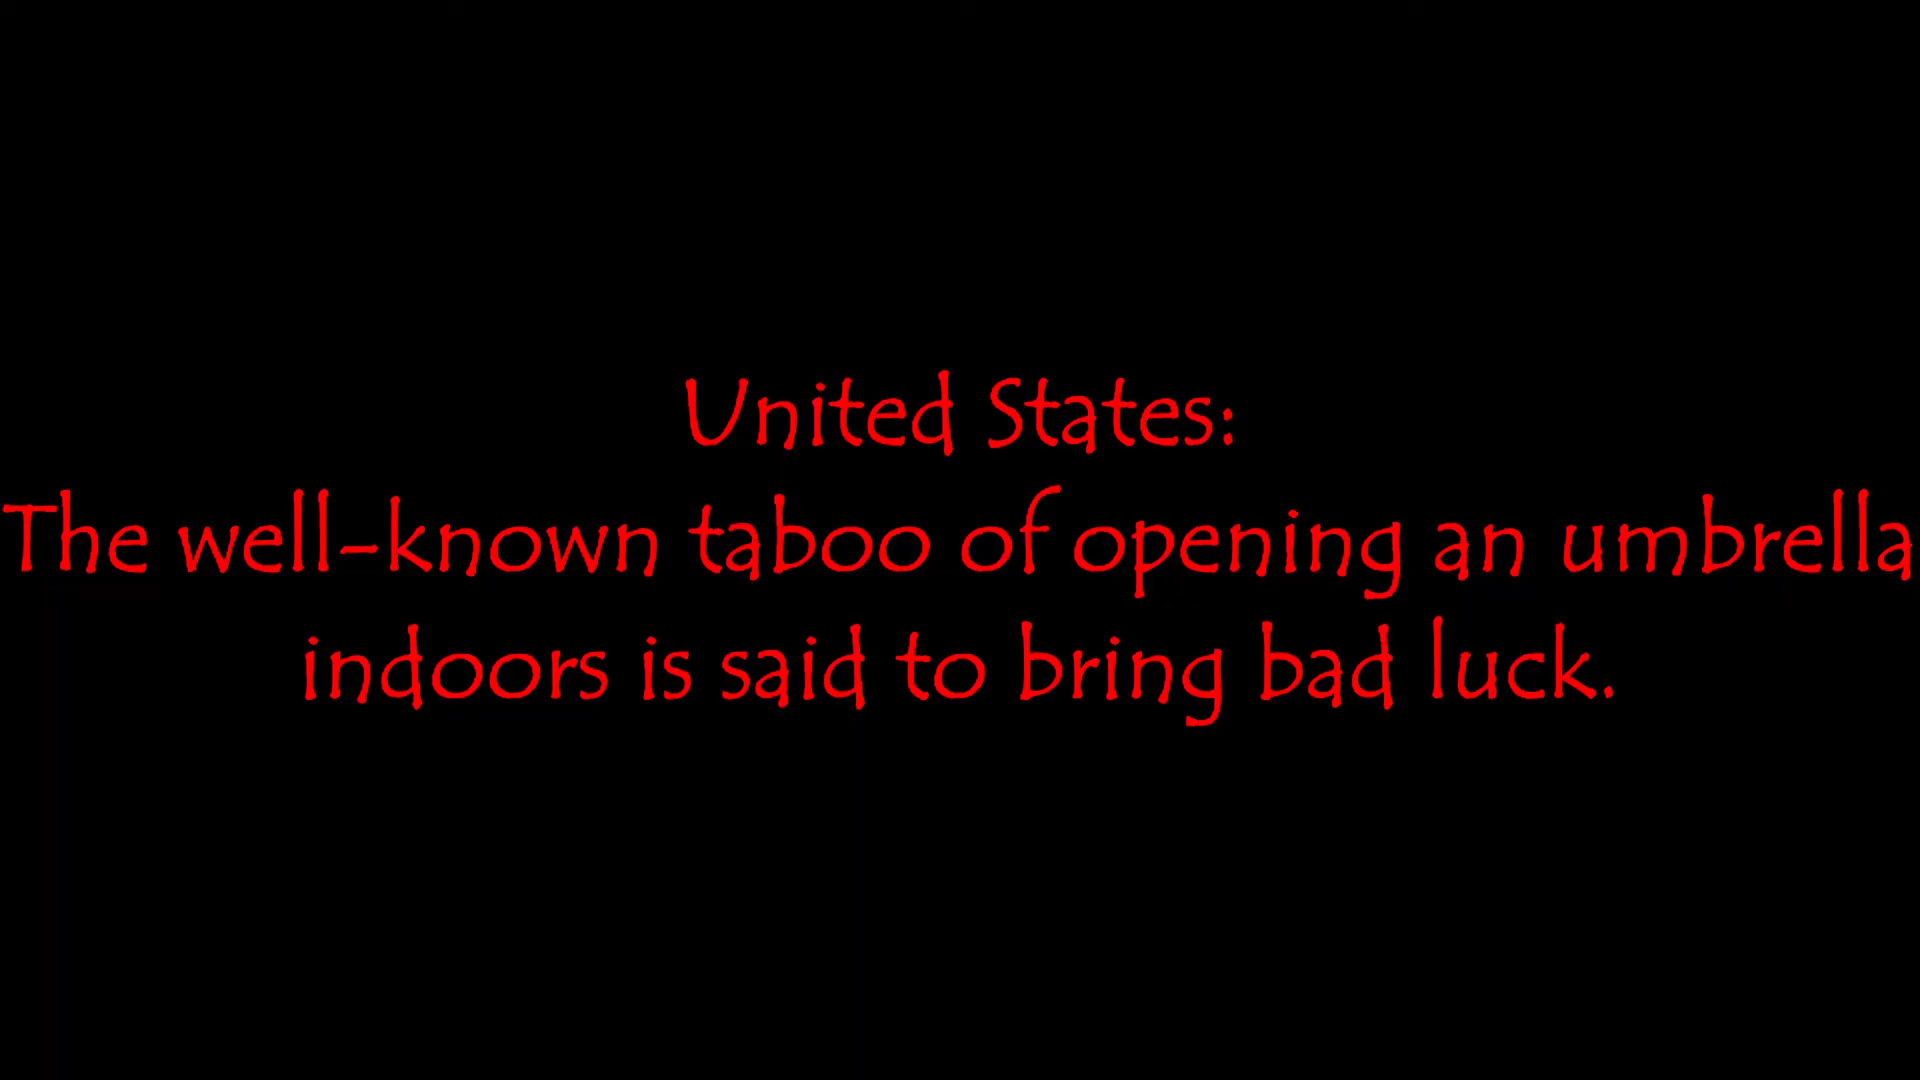 United States:
The well-known taboo of opening an umbrella
indoors is said to bring bad luck.